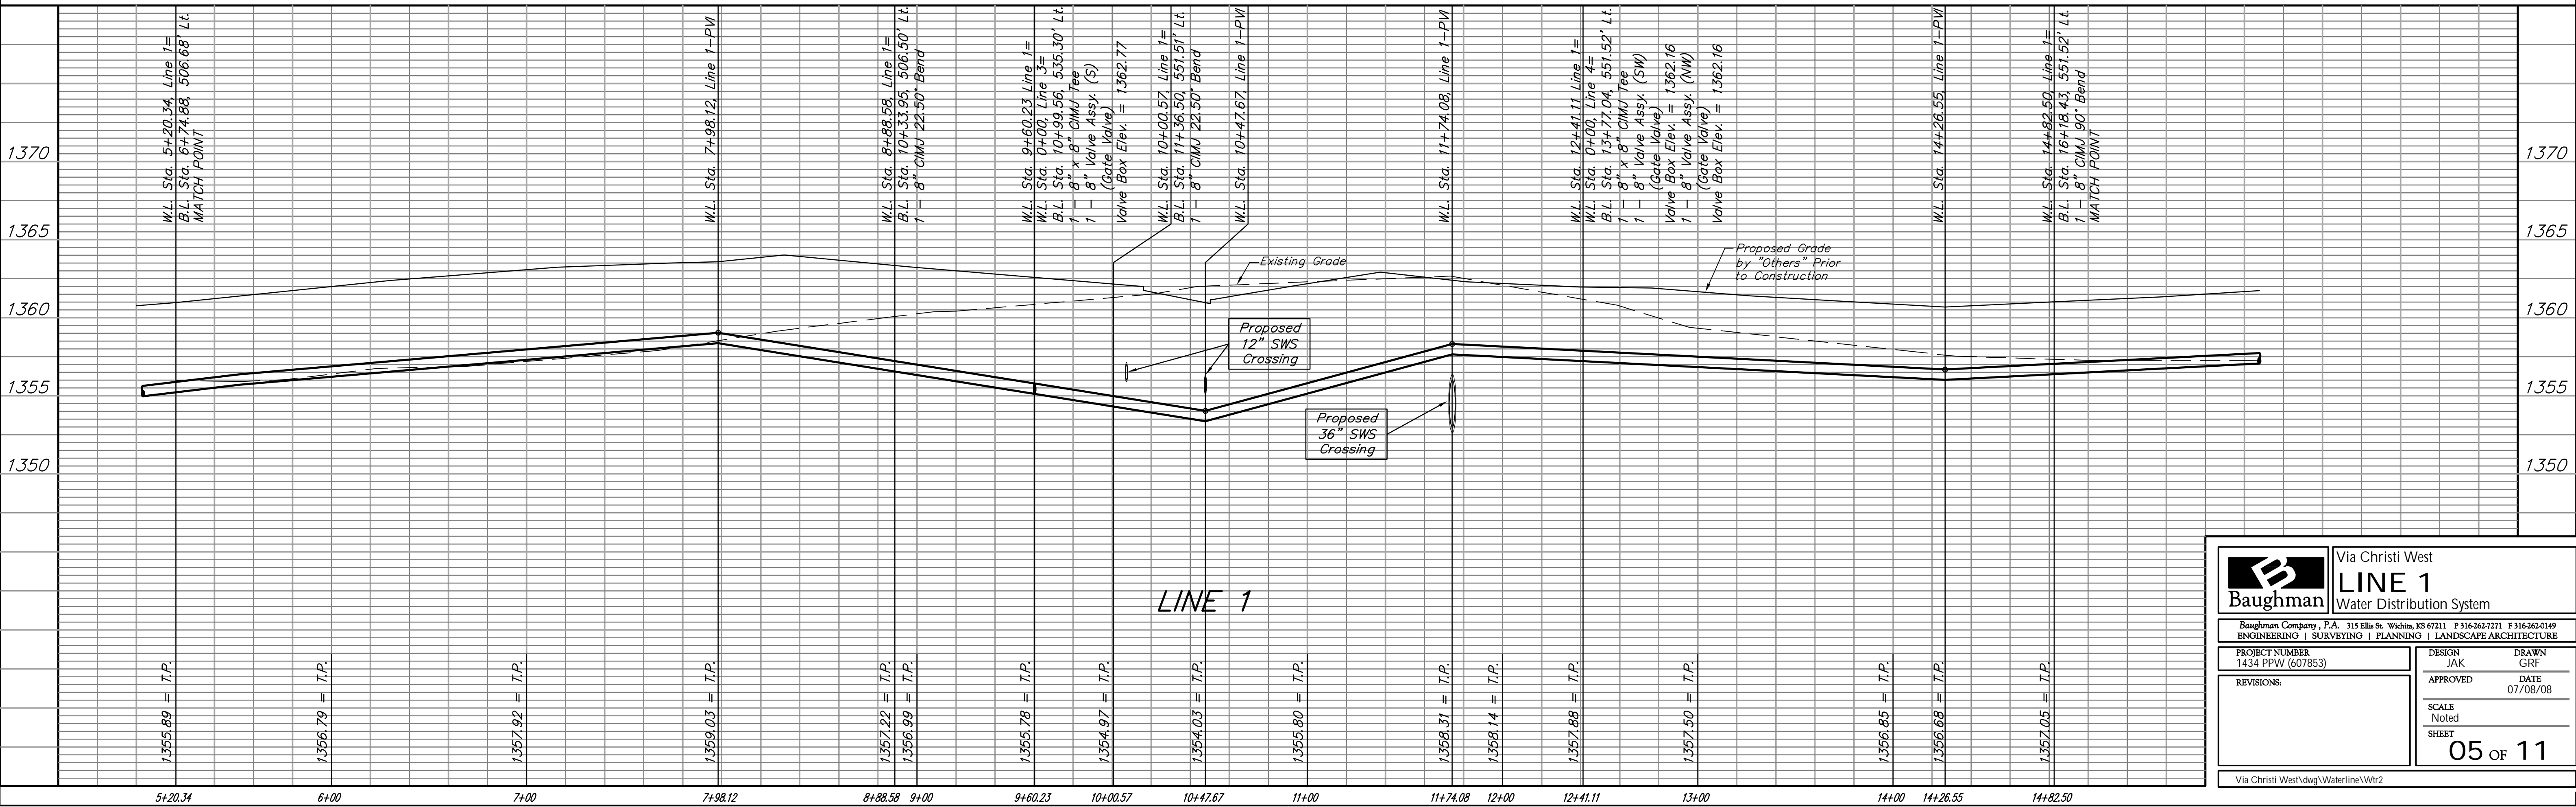 W.L. Sta. 5+20.34, Line 1=
B.L. Sta. 6+74.88, 506.68' Lt.
MATCH POINT
W.L. Sta. 7+98.12, Line 1-PVI
W.L. Sta. 8+88.58, Line 1=
B.L. Sta. 10+33.95, 506.50' Lt.
1 - 8" CIMJ 22.50° Bend
W.L. Sta. 9+60.23 Line 1=
W.L. Sta. 0+00, Line 3=
B.L. Sta. 10+99.56, 535.30' Lt.
1 - 8" x 8" CIMJ Tee
1 - 8" Valve Assy. (S)
(Gate Valve)
Valve Box Elev. = 1362.77
W.L. Sta. 10+00.57, Line 1=
B.L. Sta. 11+36.50, 551.51' Lt.
1 - 8" CIMJ 22.50° Bend
W.L. Sta. 10+47.67, Line 1-PVI
W.L. Sta. 11+74.08, Line 1-PVI
W.L. Sta. 12+41.11 Line 1=
W.L. Sta. 0+00, Line 4=
B.L. Sta. 13+77.04, 551.52' Lt.
1 - 8" x 8" CIMJ Tee
1 - 8" Valve Assy. (SW)
(Gate Valve)
Valve Box Elev. = 1362.16
1 - 8" Valve Assy. (NW)
(Gate Valve)
Valve Box Elev. = 1362.16
W.L. Sta. 14+26.55, Line 1-PVI
W.L. Sta. 14+82.50, Line 1=
B.L. Sta. 16+18.43, 551.52' Lt.
1 - 8" CIMJ 90° Bend
MATCH POINT
1370 1370
1365 1365
1360 1360
1355 1355
1350 1350
Existing Grade
Proposed Grade
by "Others" Prior
to Construction
Proposed
12" SWS
Crossing
Proposed
36" SWS
Crossing
LINE 1
1355.89 = T.P.
1356.79 = T.P.
1357.92 = T.P.
1359.03 = T.P.
1357.22 = T.P.
1356.99 = T.P.
1355.78 = T.P.
1354.97 = T.P.
1354.03 = T.P.
1355.80 = T.P.
1358.31 = T.P.
1358.14 = T.P.
1357.88 = T.P.
1357.50 = T.P.
1356.85 = T.P.
1356.68 = T.P.
1357.05 = T.P.
5+20.34 6+00 7+00 7+98.12 8+88.58 9+00 9+60.23 10+00.57 10+47.67 11+00 11+74.08 12+00 12+41.11 13+00 14+00 14+26.55 14+82.50
B
Baughman
Via Christi West
LINE 1
Water Distribution System
Baughman Company, P.A. 315 Ellis St. Wichita, KS 67211 P 316-262-7271 F 316-262-0149
ENGINEERING | SURVEYING | PLANNING | LANDSCAPE ARCHITECTURE
PROJECT NUMBER
1434 PPW (607853)
REVISIONS:
DESIGN
JAK
DRAWN
GRF
APPROVED
DATE
07/08/08
SCALE
Noted
SHEET
05 OF 11
Via Christi West\dwg\Waterline\Wtr2